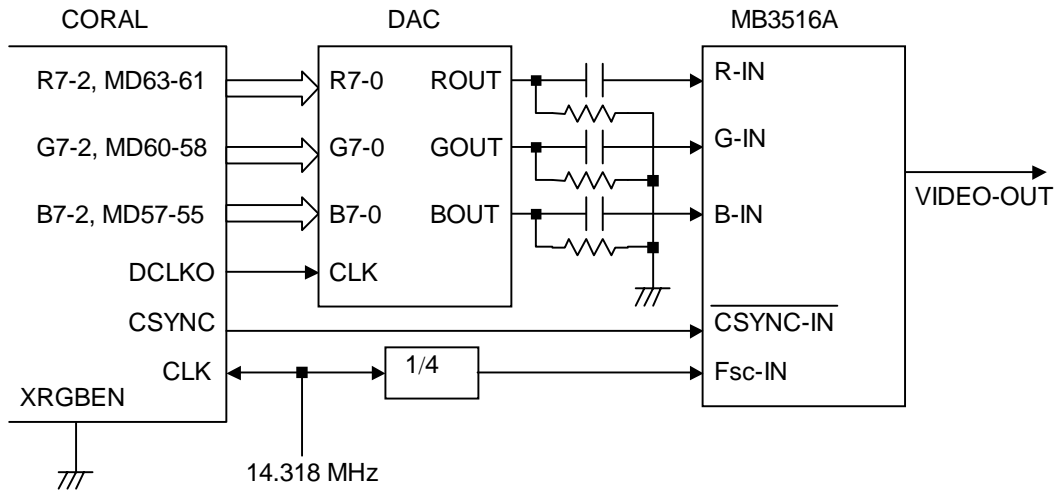 CORAL
DAC
MB3516A
R7-2, MD63-61
R7-0
ROUT
R-IN
G7-2, MD60-58
G7-0
GOUT
G-IN
B7-2, MD57-55
B7-0
BOUT
B-IN
VIDEO-OUT
DCLKO
CLK
CSYNC
CSYNC-IN
CLK
1/4
Fsc-IN
XRGBEN
14.318 MHz